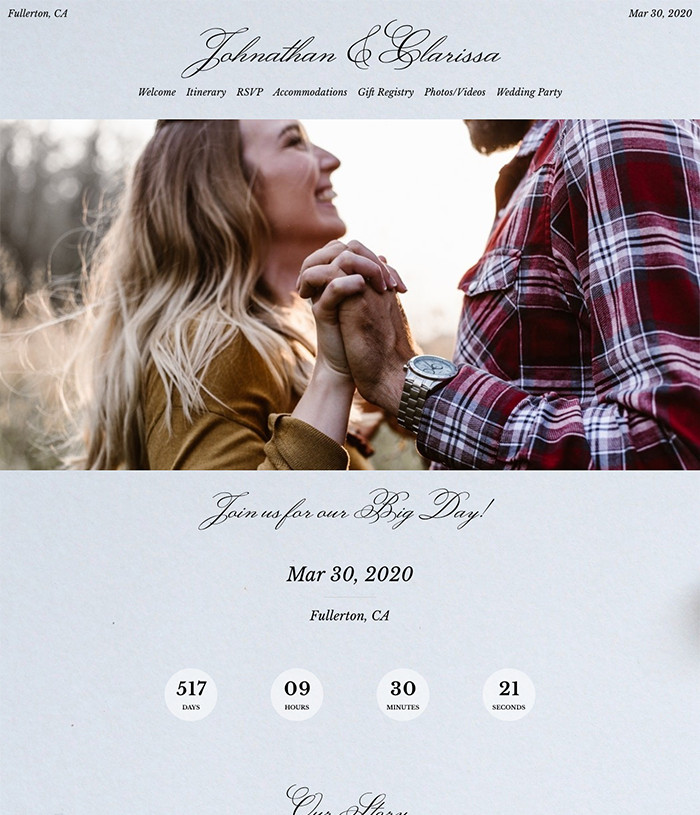 Fullerton, CA
Mar 30, 2020
Johnathan & Clarissa
Welcome Itinerary RSVP Accommodations Gift Registry Photos/Videos Wedding Party
Join us for our Big Day!
Mar 30, 2020
Fullerton, CA
517 09 30 21
DAYS HOURS MINUTES SECONDS
Our Story